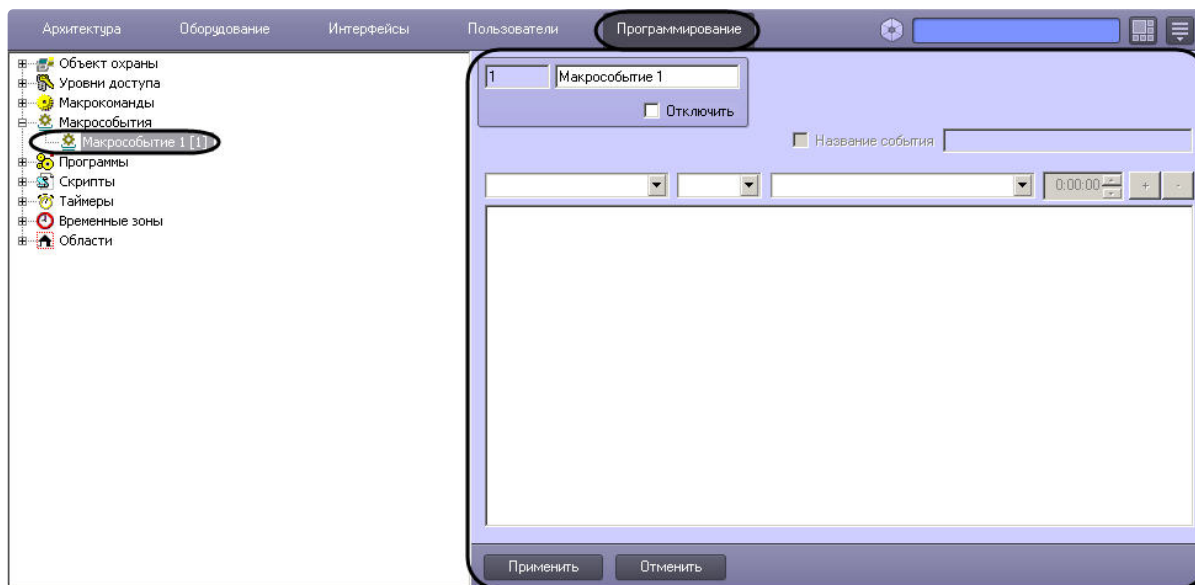 Архитектура Оборудование Интерфейсы Пользователи Программирование
Объект охраны
Уровни доступа
Макрокоманды
Макрособытия
Макрособытие 1 [1]
Программы
Скрипты
Таймеры
Временные зоны
Области
1 Макрособытие 1
Отключить
Название события
0:00:00 + -
Применить Отменить